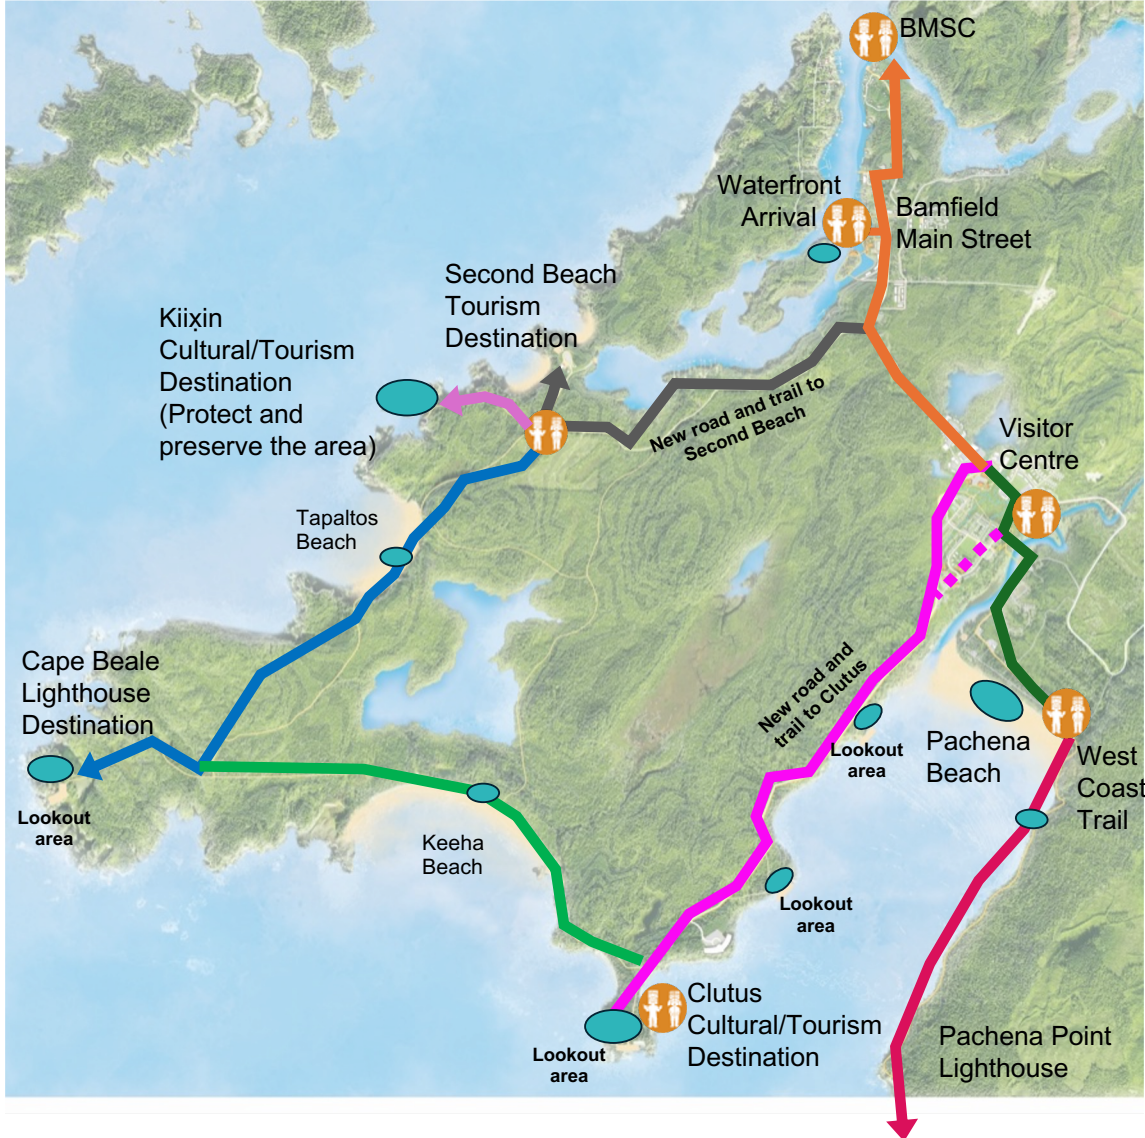 BMSC
Waterfront
Arrival
Bamfield
Main Street
Second Beach
Tourism
Destination
Kiix̣in
Cultural/Tourism
Destination
(Protect and
preserve the area)
New road and trail to
Second Beach
Visitor
Centre
Tapaltos
Beach
Cape Beale
Lighthouse
Destination
Lookout
area
New road and
trail to Clutus
Lookout
area
Pachena
Beach
West
Coast
Trail
Keeha
Beach
Lookout
area
Clutus
Cultural/Tourism
Destination
Lookout
area
Pachena Point
Lighthouse